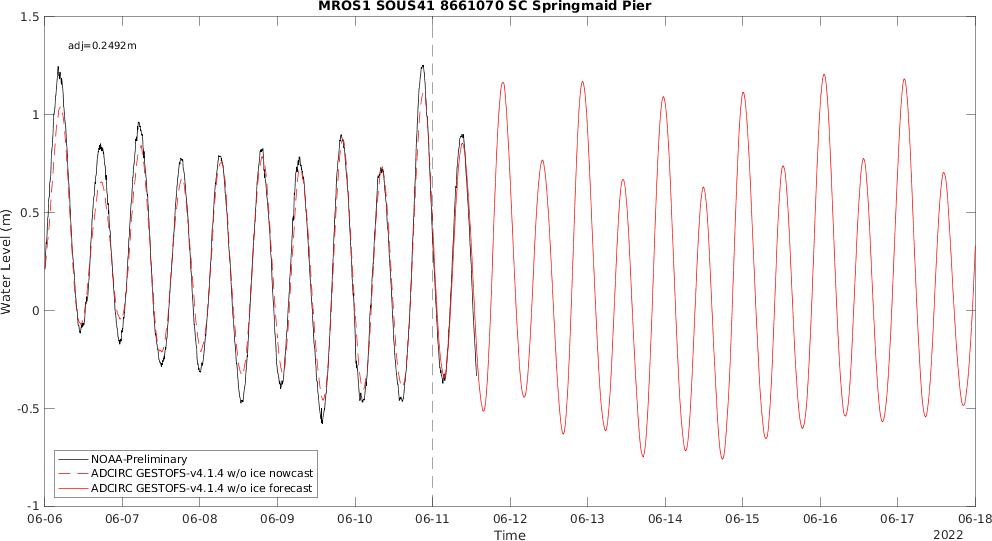 MROS1 SOUS41 8661070 SC Springmaid Pier
adj=0.2492m
1.5
1
0.5
0
-0.5
-1
Water Level (m)
NOAA-Preliminary
ADCIRC GESTOFS-v4.1.4 w/o ice nowcast
ADCIRC GESTOFS-v4.1.4 w/o ice forecast
06-06 06-07 06-08 06-09 06-10 06-11 06-12 06-13 06-14 06-15 06-16 06-17 06-18
Time
2022